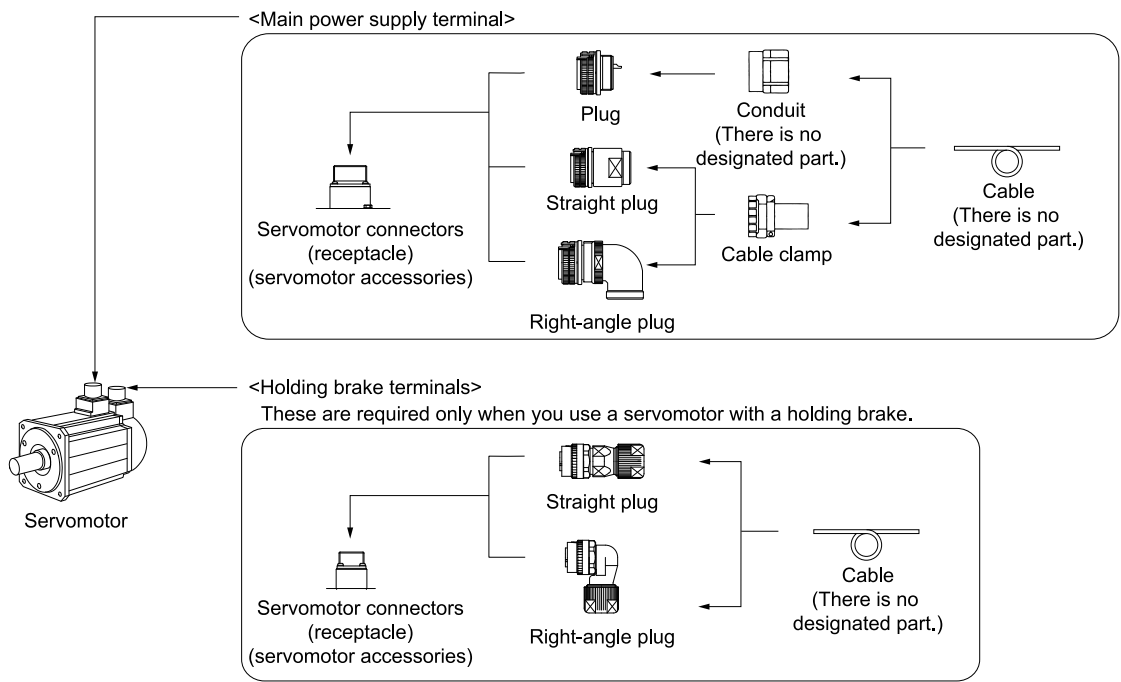 <Main power supply terminal>
Plug
Conduit
(There is no
designated part.)
Straight plug
Cable
(There is no
designated part.)
Servomotor connectors
(receptacle)
(servomotor accessories)
Cable clamp
Right-angle plug
<Holding brake terminals>
These are required only when you use a servomotor with a holding brake.
Servomotor
Straight plug
Cable
(There is no
designated part.)
Servomotor connectors
(receptacle)
(servomotor accessories)
Right-angle plug